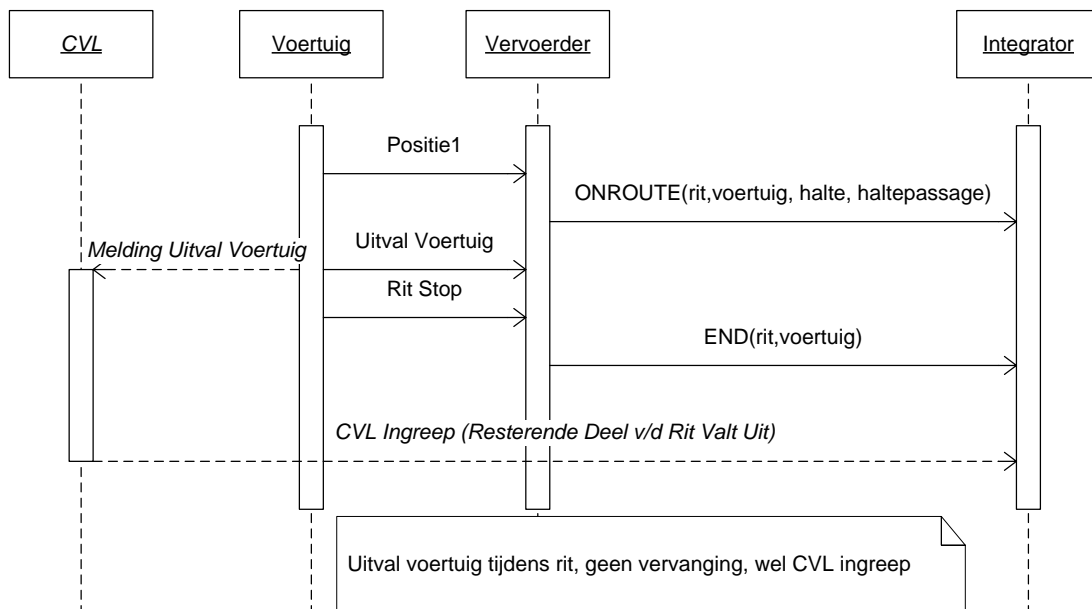 CVL
Voertuig
Vervoerder
Integrator
Positie1
ONROUTE(rit,voertuig, halte, haltepassage)
Melding Uitval Voertuig
Uitval Voertuig
Rit Stop
END(rit,voertuig)
CVL Ingreep (Resterende Deel v/d Rit Valt Uit)
Uitval voertuig tijdens rit, geen vervanging, wel CVL ingreep